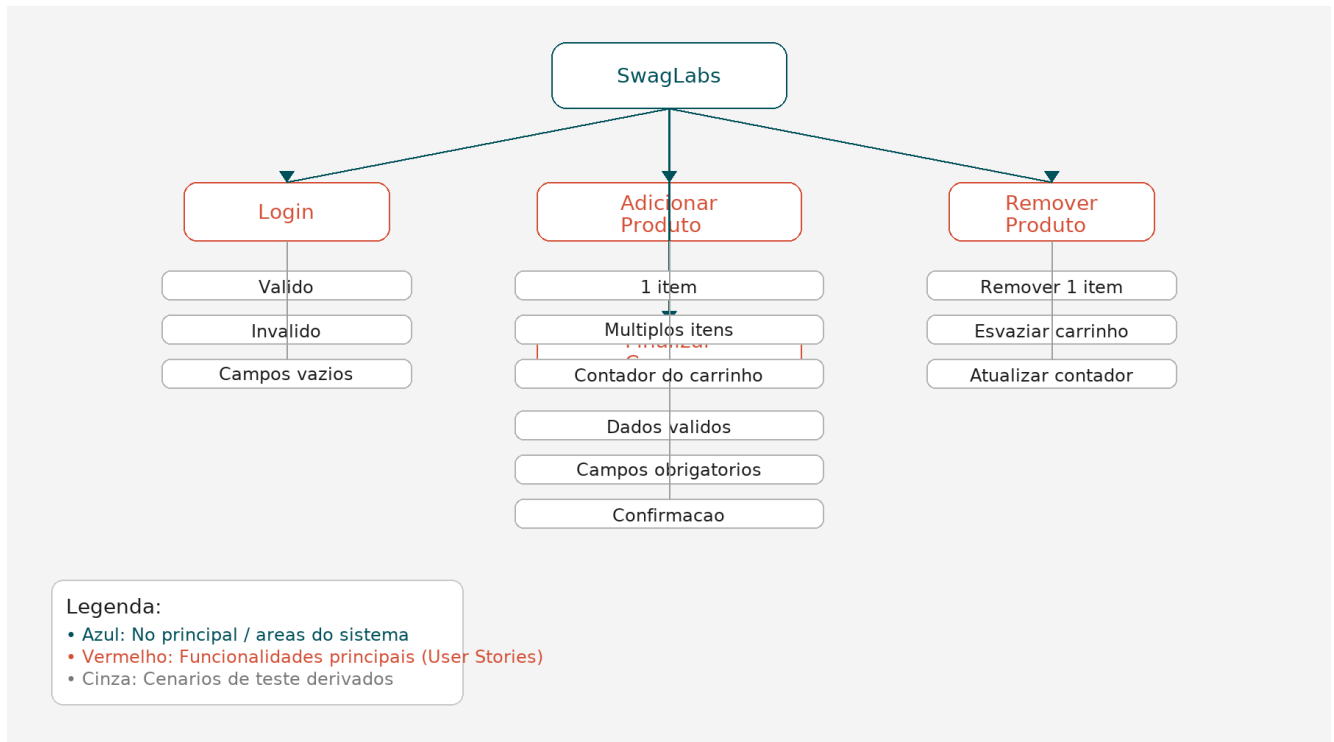 SwagLabs
Login
Adicionar
Produto
Remover
Produto
Valido
Invalido
Campos vazios
1 item
Multiplos itens
Finalizar
Contador do carrinho
Dados validos
Campos obrigatorios
Confirmacao
Remover 1 item
Esvaziar carrinho
Atualizar contador
Legenda:
• Azul: No principal / areas do sistema
• Vermelho: Funcionalidades principais (User Stories)
• Cinza: Cenarios de teste derivados